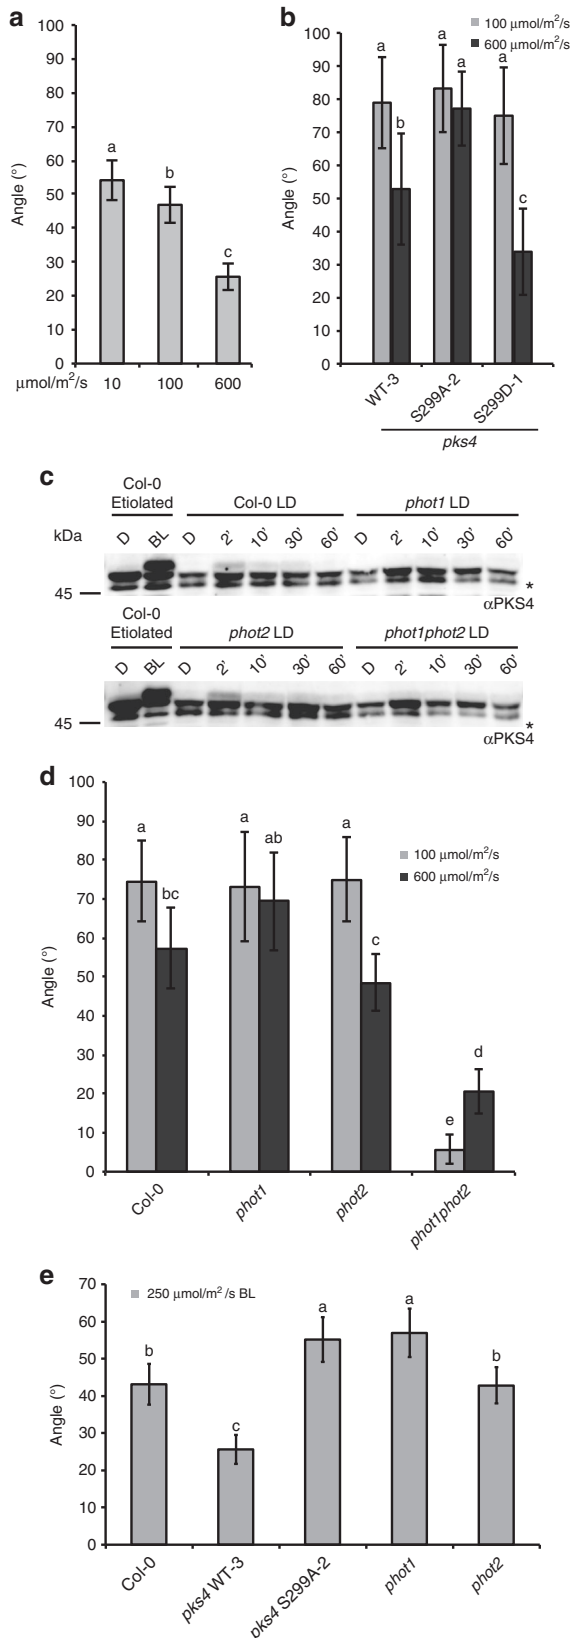 a
100
90
80
70
60
50
40
30
20
10
0
Angle (°)
a
b
c
μmol/m²/s 10 100 600
b
100 μmol/m²/s
600 μmol/m²/s
100
90
80
70
60
50
40
30
20
10
0
Angle (°)
a b a a a c
WT-3 S299A-2 S299D-1
pks4
c
Col-0 Etiolated
Col-0 LD
phot1 LD
kDa
D BL D 2' 10' 30' 60' D 2' 10' 30' 60'
45
*
αPKS4
Col-0 Etiolated
phot2 LD
phot1phot2 LD
D BL D 2' 10' 30' 60' D 2' 10' 30' 60'
45
*
αPKS4
d
100
90
80
70
60
50
40
30
20
10
0
Angle (°)
100 μmol/m²/s
600 μmol/m²/s
a bc a ab a c e d
Col-0 phot1 phot2 phot1phot2
e
70
60
50
40
30
20
10
0
Angle (°)
250 μmol/m² /s BL
b c a a b
Col-0 pks4 WT-3 pks4 S299A-2 phot1 phot2